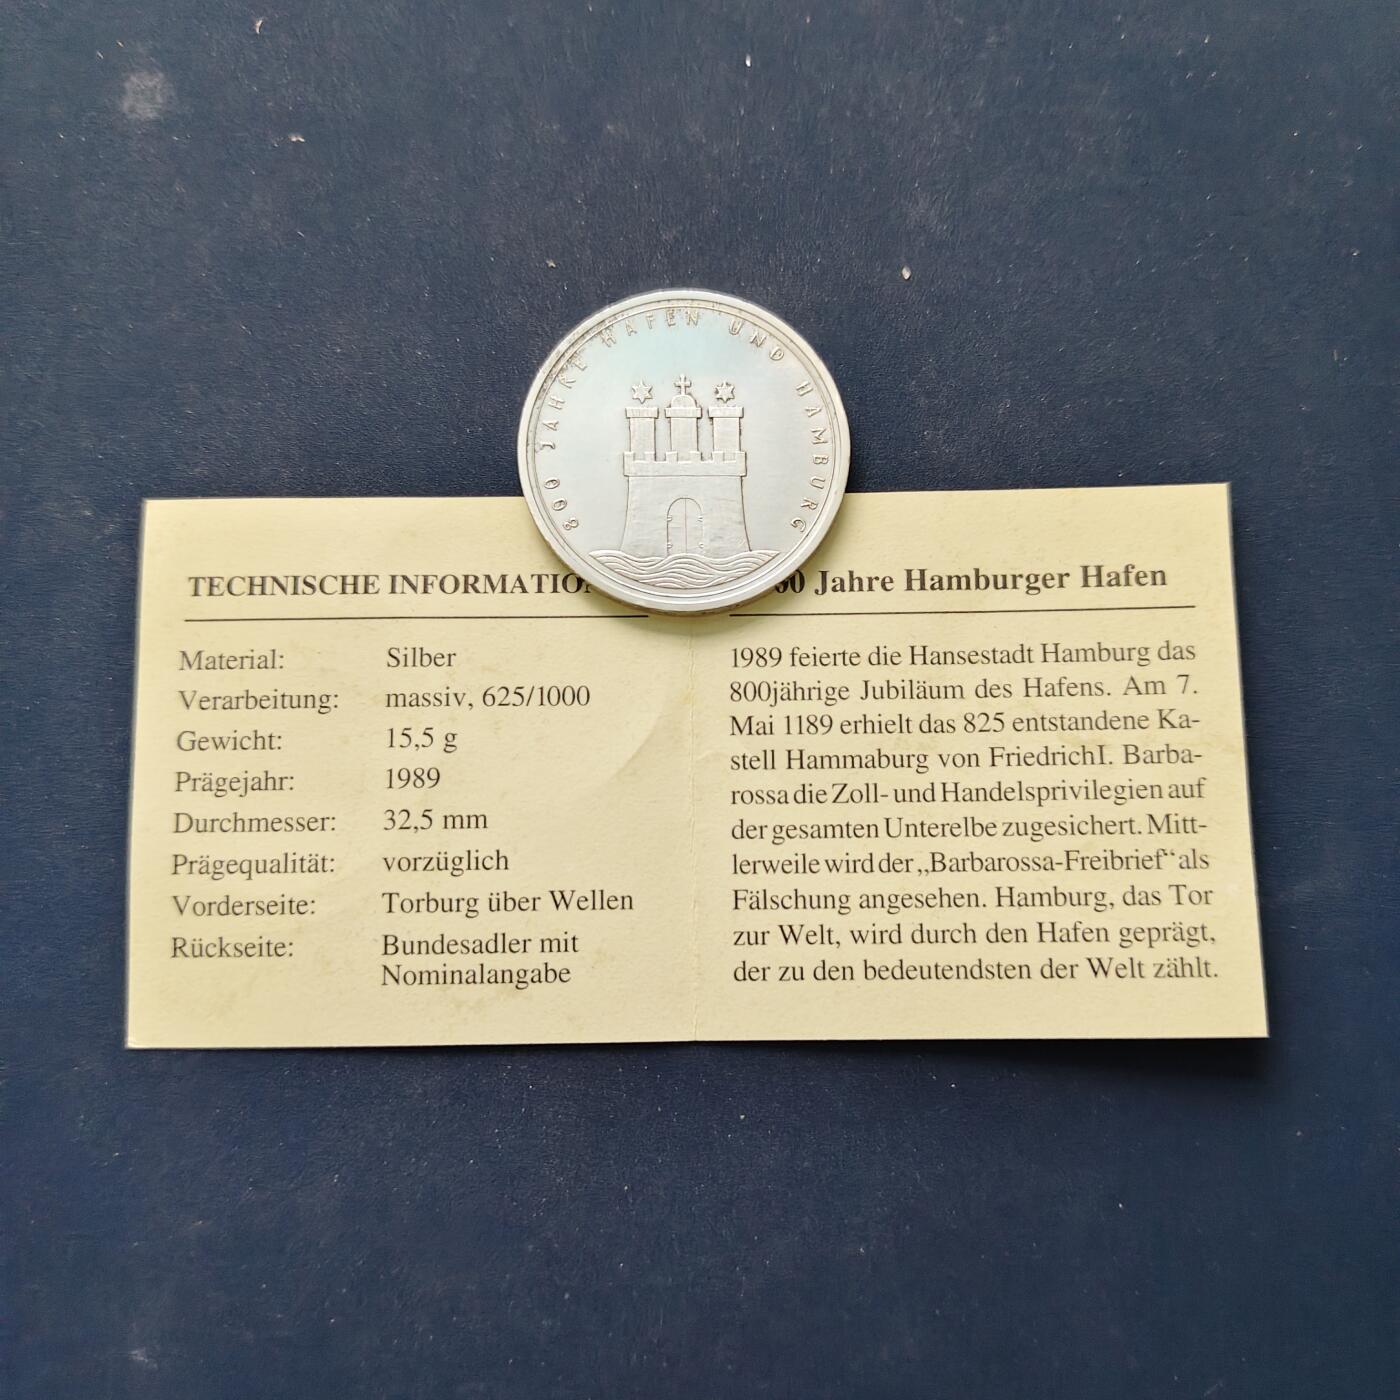 800 JAHRE HAFEN UND HAMBURG
TECHNISCHE
Jahre Hamburger Hafen
Material: Silber
Verarbeitung: massiv, 625/1000
Gewicht: 15,5 g
Prägejahr: 1989
Durchmesser: 32,5 mm
Prägequalität: vorzüglich
Vorderseite: Torburg über Wellen
Rückseite: Bundesadler mit
Nominalangabe
1989 feierte die Hansestadt Hamburg das
800jährige Jubiläum des Hafens. Am 7.
Mai 1189 erhielt das 825 entstandene Ka-
stell Hammaburg von FriedrichI. Barba-
rossa die Zoll- und Handelsprivilegien auf
der gesamten Unterelbe zugesichert. Mitt-
lerweile wird der „Barbarossa-Freibrief“ als
Fälschung angesehen. Hamburg, das Tor
zur Welt, wird durch den Hafen geprägt,
der zu den bedeutendsten der Welt zählt.